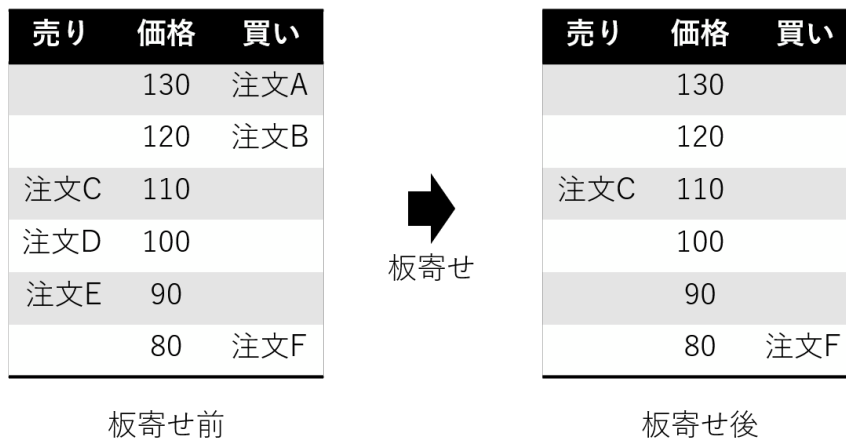 売り 価格 買い
130 注文A
120 注文B
注文C 110
注文D 100
注文E 90
80 注文F
板寄せ前
板寄せ
売り 価格 買い
130
120
注文C 110
100
90
80 注文F
板寄せ後